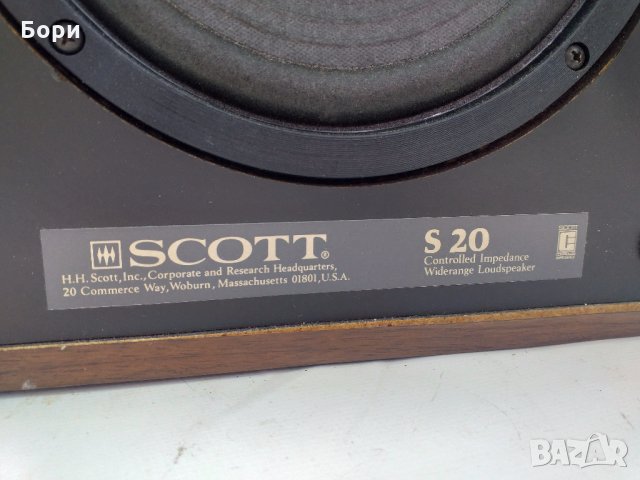 Бори
SCOTT®
H.H. Scott, Inc., Corporate and Research Headquarters,
20 Commerce Way, Woburn, Massachusetts 01801, U.S.A.
S 20
Controlled Impedance
Widerange Loudspeaker
BAZAR